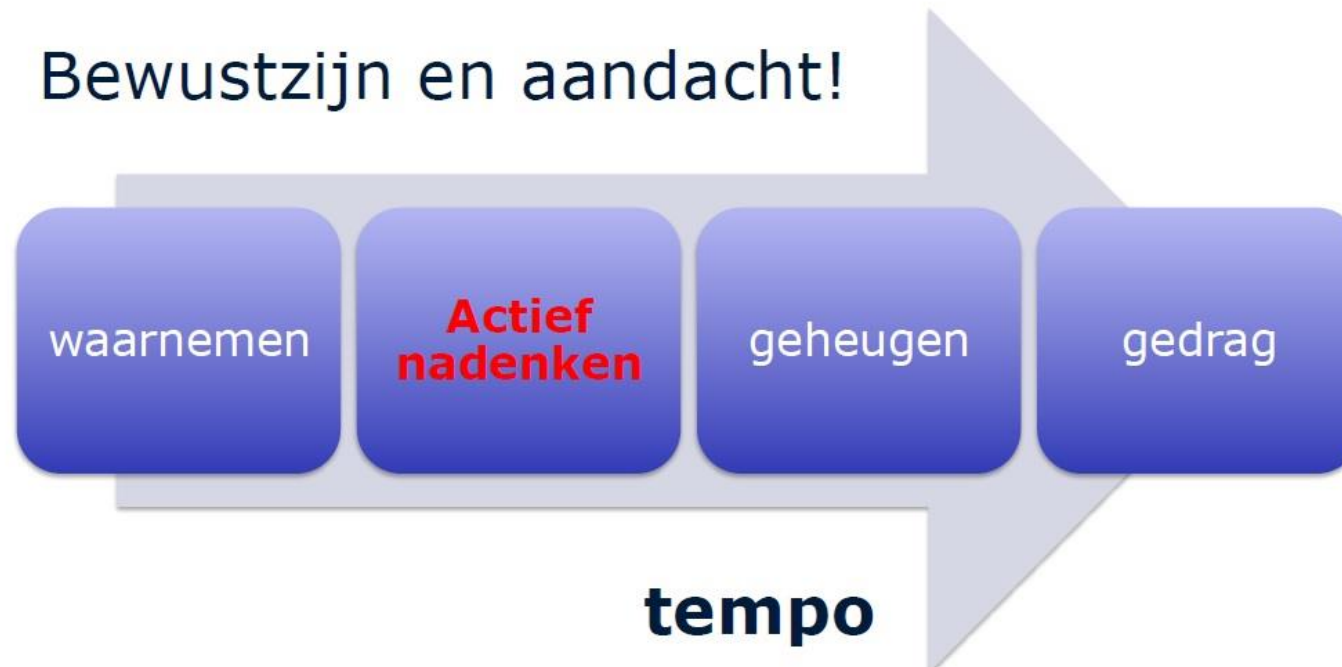 Bewustzijn en aandacht!
waarnemen
Actief
nadenken
geheugen
gedrag
tempo